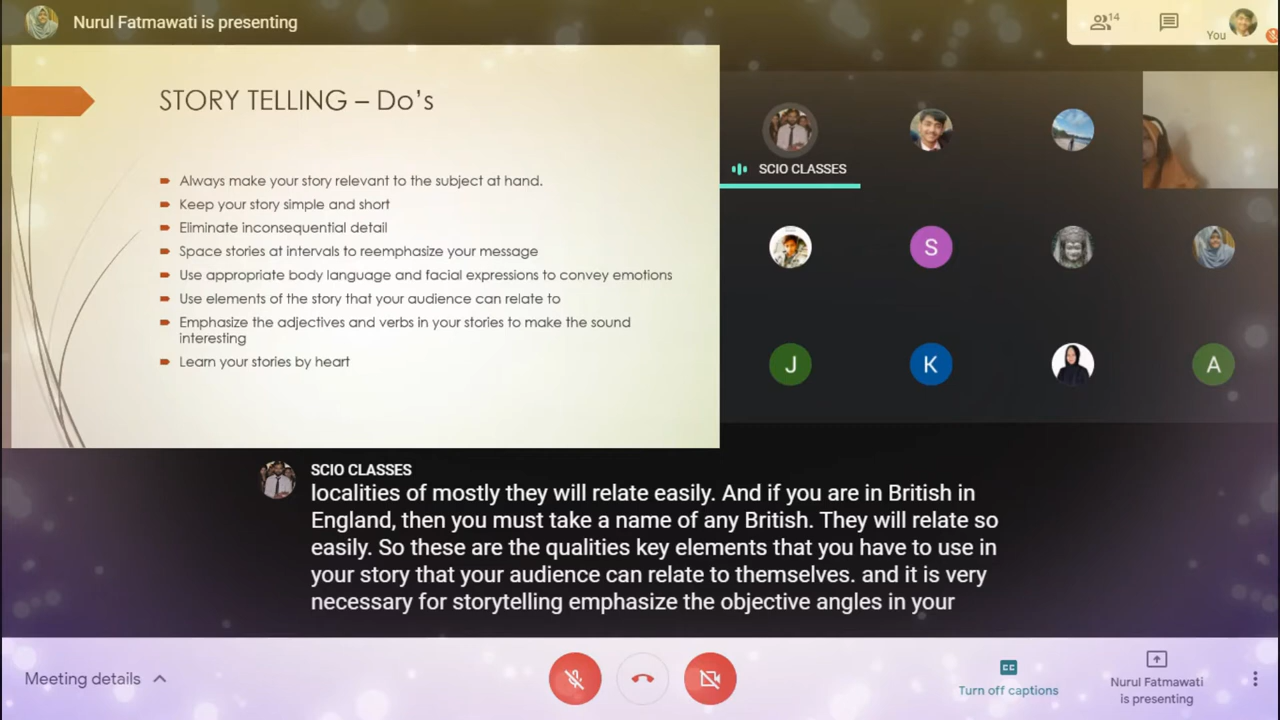 Nurul Fatmawati is presenting
14
You
STORY TELLING – Do's
Always make your story relevant to the subject at hand.
Keep your story simple and short
Eliminate inconsequential detail
Space stories at intervals to reemphasize your message
Use appropriate body language and facial expressions to convey emotions
Use elements of the story that your audience can relate to
Emphasize the adjectives and verbs in your stories to make the sound
interesting
Learn your stories by heart
SCIO CLASSES
S
J
K
A
SCIO CLASSES
localities of mostly they will relate easily. And if you are in British in
England, then you must take a name of any British. They will relate so
easily. So these are the qualities key elements that you have to use in
your story that your audience can relate to themselves. and it is very
necessary for storytelling emphasize the objective angles in your
Meeting details
CC
Turn off captions
Nurul Fatmawati
is presenting